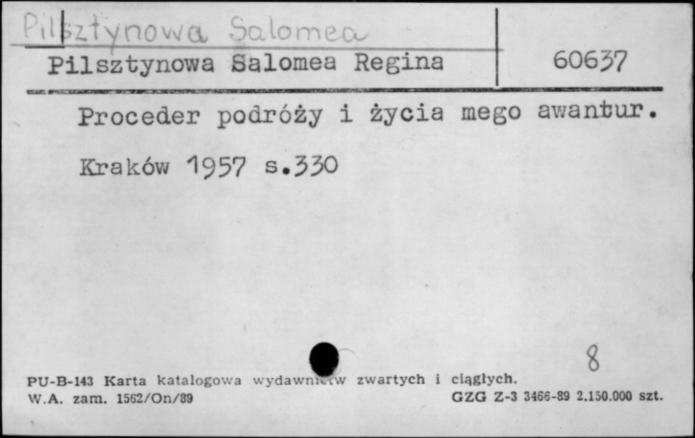 Pilsztynowa Salomea
Pilsztynowa Salomea Regina 60637
Proceder podróży i życia mego awantur.
Kraków 1957 s.330
8
PU-B-143 Karta katalogowa wydawnictw zwartych i ciągłych.
W.A. zam. 1562/On/89 GZG Z-3 3466-89 2.150.000 szt.